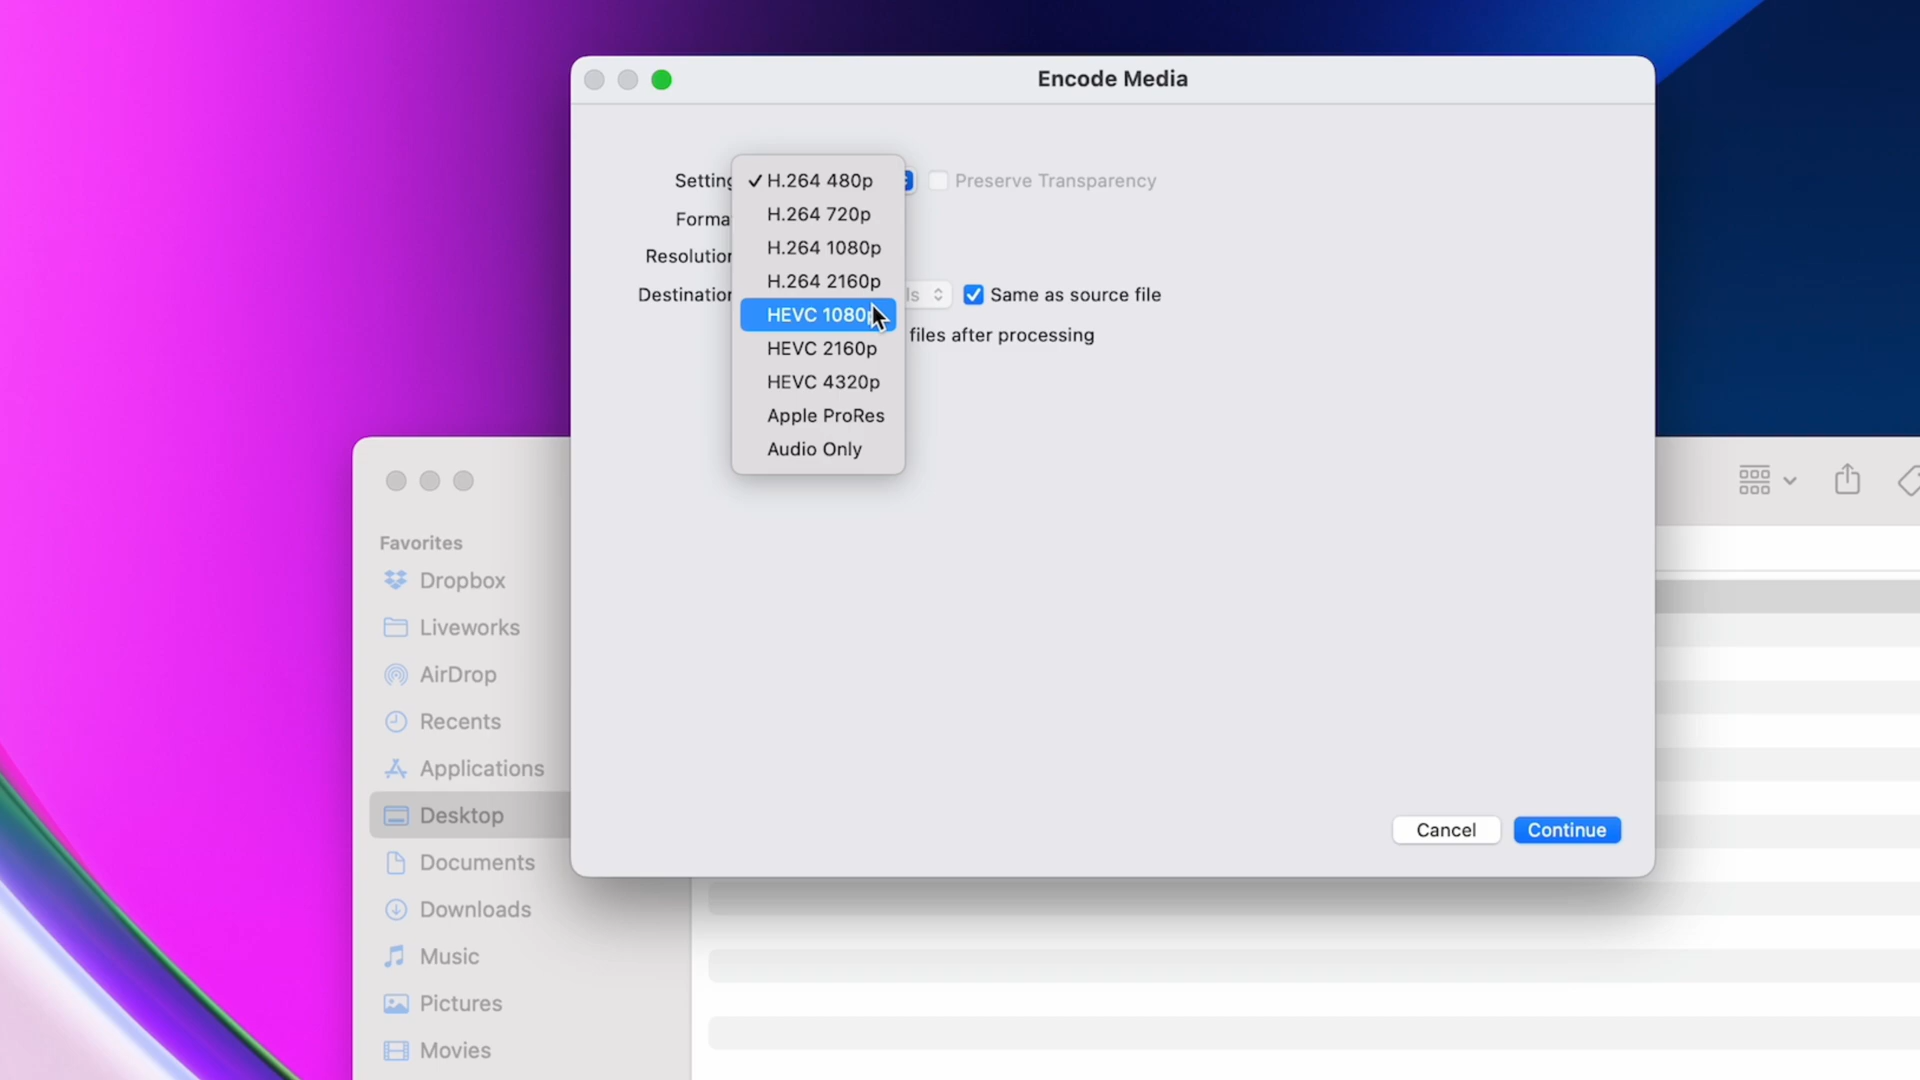 Encode Media
Setting
✓ H.264 480p
Preserve Transparency
H.264 720p
Forma
H.264 1080p
Resolution
H.264 2160p
Destination
ls
Same as source file
HEVC 1080p
files after processing
HEVC 2160p
HEVC 4320p
Apple ProRes
Audio Only
Favorites
Dropbox
Liveworks
AirDrop
Recents
Applications
Desktop
Cancel
Continue
Documents
Downloads
Music
Pictures
Movies